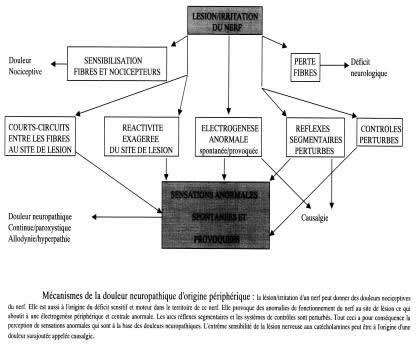 LESION/IRRITATION
DU NERF
Douleur
Nociceptive
SENSIBILISATION
FIBRES ET NOCICEPTEURS
PERTE
FIBRES
Déficit
neurologique
COURTS-CIRCUITS
ENTRE LES FIBRES
AU SITE DE LESION
REACTIVITE
EXAGEREE
DU SITE DE LESION
ELECTROGENESE
ANORMALE
spontanée/provoquée
REFLEXES
SEGMENTAIRES
PERTURBES
CONTROLES
PERTURBES
SENSATIONS ANORMALES
SPONTANEES ET
PROVOQUEES
Douleur neuropathique
Continue/paroxystique
Allodynie/hyperpathie
Causalgie
Mécanismes de la douleur neuropathique d'origine périphérique : la lésion/irritation d'un nerf peut donner des douleurs nociceptives
du nerf. Elle est aussi à l'origine du déficit sensitif et moteur dans le territoire de ce nerf. Elle provoque des anomalies de fonctionnement du nerf au site de lésion ce qui
aboutit à une électrogenèse périphérique et centrale anormale. Les arcs réflexes segmentaires et les systèmes de contrôles sont perturbés. Tout ceci a pour conséquence la
perception de sensations anormales qui sont à la base des douleurs neuropathiques. L'extrême sensibilité de la lésion nerveuse aux catécholamines peut être à l'origine d'une
douleur surajoutée appelée causalgie.